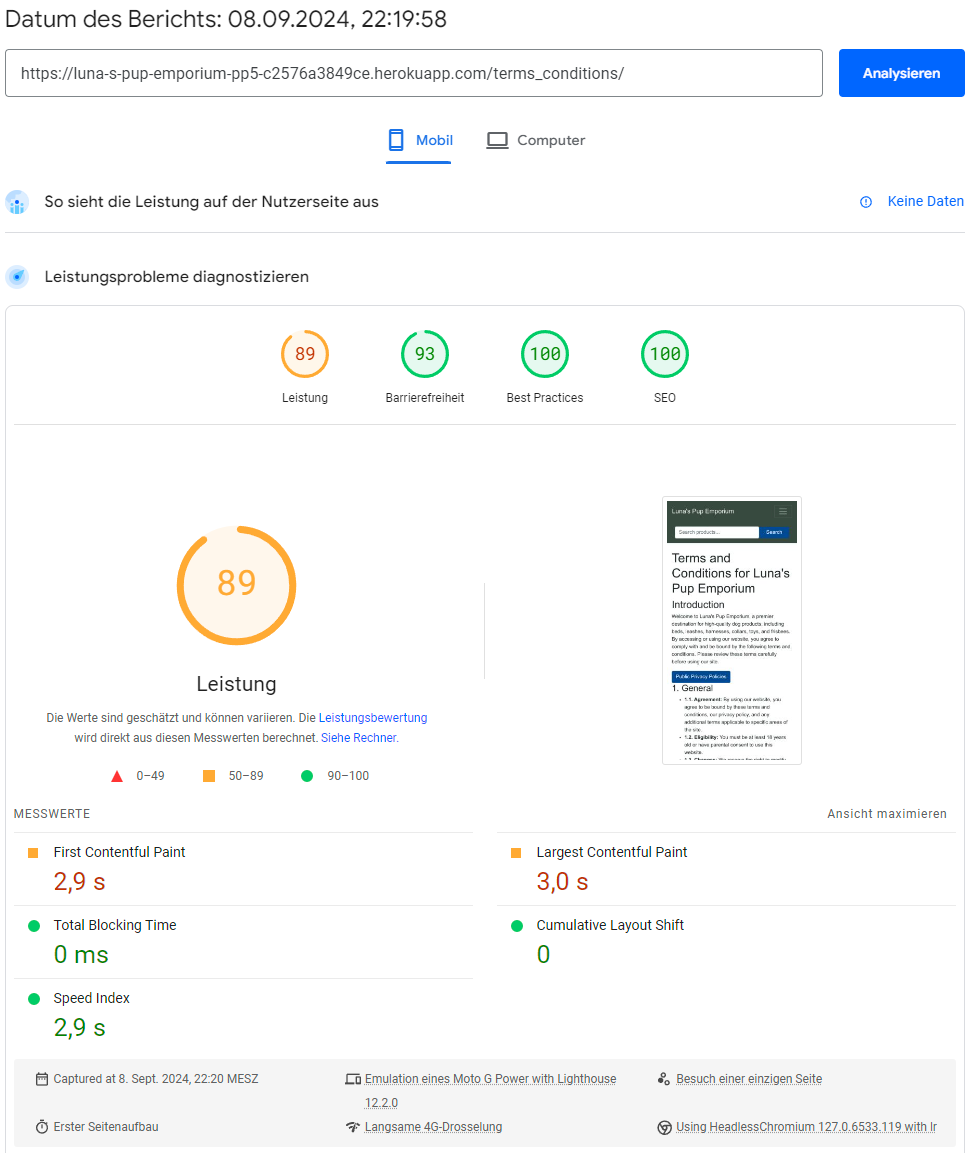 Datum des Berichts: 08.09.2024, 22:19:58
https://luna-s-pup-emporium-pp5-c2576a3849ce.herokuapp.com/terms_conditions/
Analysieren
Mobil
Computer
So sieht die Leistung auf der Nutzerseite aus
Keine Daten
Leistungsprobleme diagnostizieren
89
93
100
100
Leistung
Barrierefreiheit
Best Practices
SEO
89
Leistung
Die Werte sind geschätzt und können variieren. Die Leistungsbewertung
wird direkt aus diesen Messwerten berechnet. Siehe Rechner.
0–49
50–89
90–100
Luna's Pup Emporium
Search products...
Search
Terms and
Conditions for Luna's
Pup Emporium
Introduction
Welcome to Luna's Pup Emporium, a premier
destination for high-quality dog products, including
beds, leashes, harnesses, collars, toys, and frisbees.
By accessing or using our website, you agree to
comply with and be bound by the following terms and
conditions. Please review these terms carefully
before using our site.
Public Privacy Policies
1. General
1.1. Agreement: By using our website, you
agree to be bound by these terms and
conditions, our privacy policy, and any
additional terms applicable to specific areas of
the site.
1.2. Eligibility: You must be at least 18 years
old or have parental consent to use this
website.
MESSWERTE
Ansicht maximieren
First Contentful Paint
2,9 s
Largest Contentful Paint
3,0 s
Total Blocking Time
0 ms
Cumulative Layout Shift
0
Speed Index
2,9 s
Captured at 8. Sept. 2024, 22:20 MESZ
Emulation eines Moto G Power with Lighthouse
12.2.0
Besuch einer einzigen Seite
Erster Seitenaufbau
Langsame 4G-Drosselung
Using HeadlessChromium 127.0.6533.119 with lr